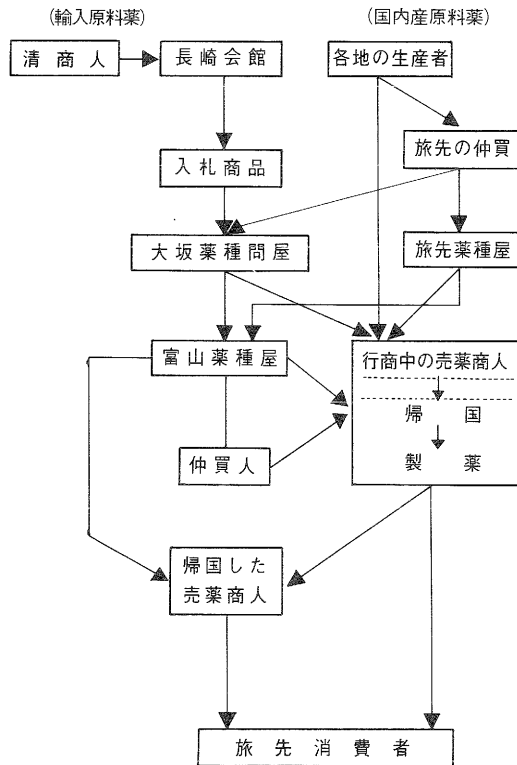 (輸入原料薬)
(国内産原料薬)
清商人
長崎会館
各地の生産者
旅先の仲買
入札商品
大坂薬種問屋
旅先薬種屋
富山薬種屋
行商中の売薬商人
帰国
仲買人
製薬
帰国した
売薬商人
旅先消費者